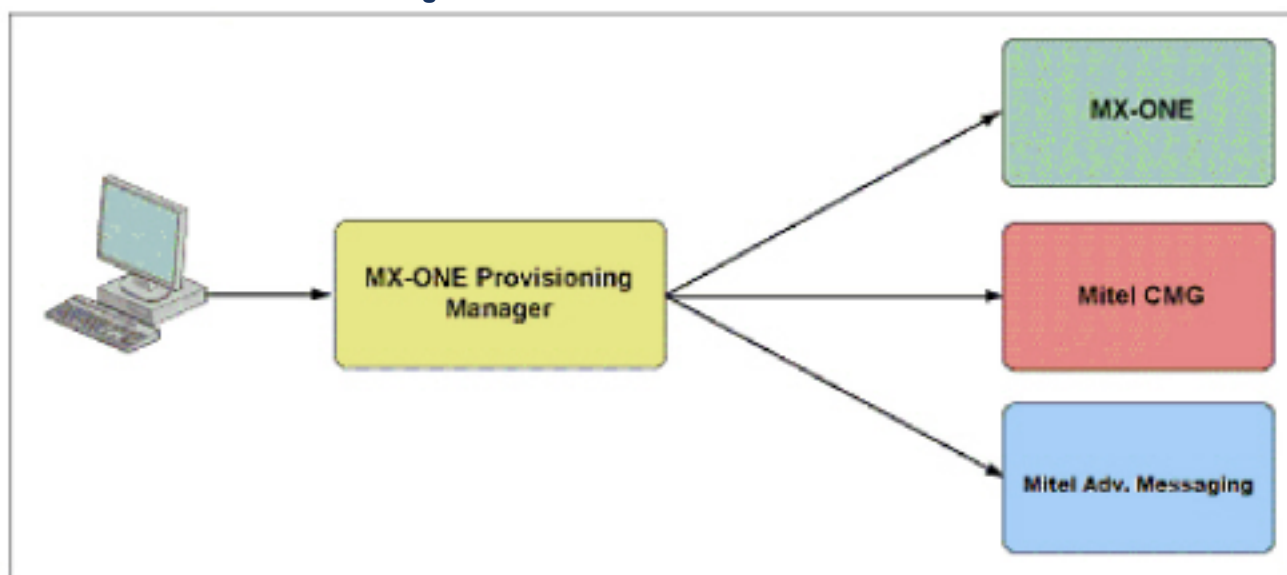 MX-ONE
MX-ONE Provisioning
Manager
Mitel CMG
Mitel Adv. Messaging